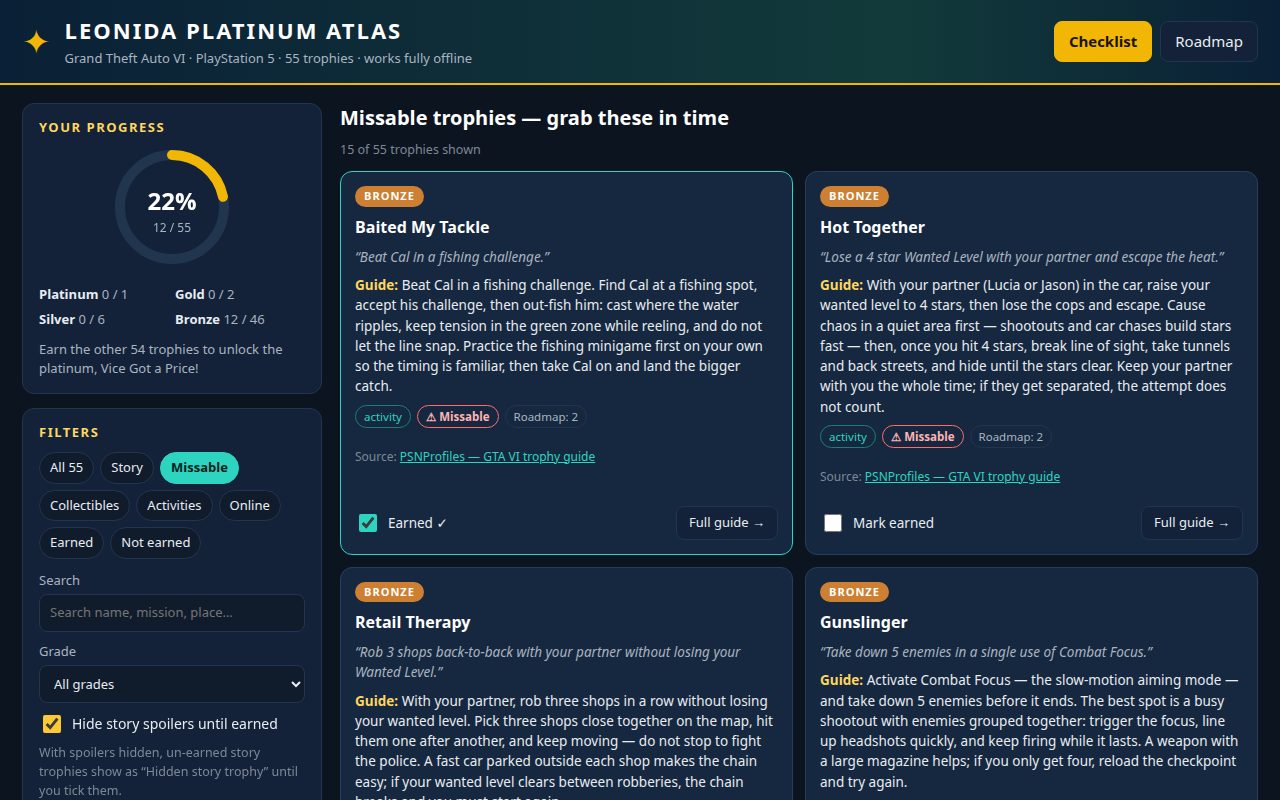 LEONIDA PLATINUM ATLAS
Grand Theft Auto VI · PlayStation 5 · 55 trophies · works fully offline
Checklist
Roadmap
YOUR PROGRESS
22%
12 / 55
Platinum 0 / 1
Gold 0 / 2
Silver 0 / 6
Bronze 12 / 46
Earn the other 54 trophies to unlock the
platinum, Vice Got a Price!
FILTERS
All 55
Story
Missable
Collectibles
Activities
Online
Earned
Not earned
Search
Search name, mission, place...
Grade
All grades
Hide story spoilers until earned
With spoilers hidden, un-earned story
trophies show as “Hidden story trophy” until
you tick them.
Missable trophies — grab these in time
15 of 55 trophies shown
BRONZE
Baited My Tackle
“Beat Cal in a fishing challenge.”
Guide: Beat Cal in a fishing challenge. Find Cal at a fishing spot,
accept his challenge, then out-fish him: cast where the water
ripples, keep tension in the green zone while reeling, and do not
let the line snap. Practice the fishing minigame first on your own
so the timing is familiar, then take Cal on and land the bigger
catch.
activity
⚠ Missable
Roadmap: 2
Source: PSNProfiles — GTA VI trophy guide
Earned ✓
Full guide →
BRONZE
Hot Together
“Lose a 4 star Wanted Level with your partner and escape the heat.”
Guide: With your partner (Lucia or Jason) in the car, raise your
wanted level to 4 stars, then lose the cops and escape. Cause
chaos in a quiet area first — shootouts and car chases build stars
fast — then, once you hit 4 stars, break line of sight, take tunnels
and back streets, and hide until the stars clear. Keep your partner
with you the whole time; if they get separated, the attempt does
not count.
activity
⚠ Missable
Roadmap: 2
Source: PSNProfiles — GTA VI trophy guide
Mark earned
Full guide →
BRONZE
Retail Therapy
“Rob 3 shops back-to-back with your partner without losing your
Wanted Level.”
Guide: With your partner, rob three shops in a row without losing
your wanted level. Pick three shops close together on the map, hit
them one after another, and keep moving — do not stop to fight
the police. A fast car parked outside each shop makes the chain
easy; if your wanted level clears between robberies, the chain
breaks and you must start again.
BRONZE
Gunslinger
“Take down 5 enemies in a single use of Combat Focus.”
Guide: Activate Combat Focus — the slow-motion aiming mode —
and take down 5 enemies before it ends. The best spot is a busy
shootout with enemies grouped together: trigger the focus, line
up headshots quickly, and keep firing while it lasts. A weapon with
a large magazine helps; if you only get four, reload the checkpoint
and try again.